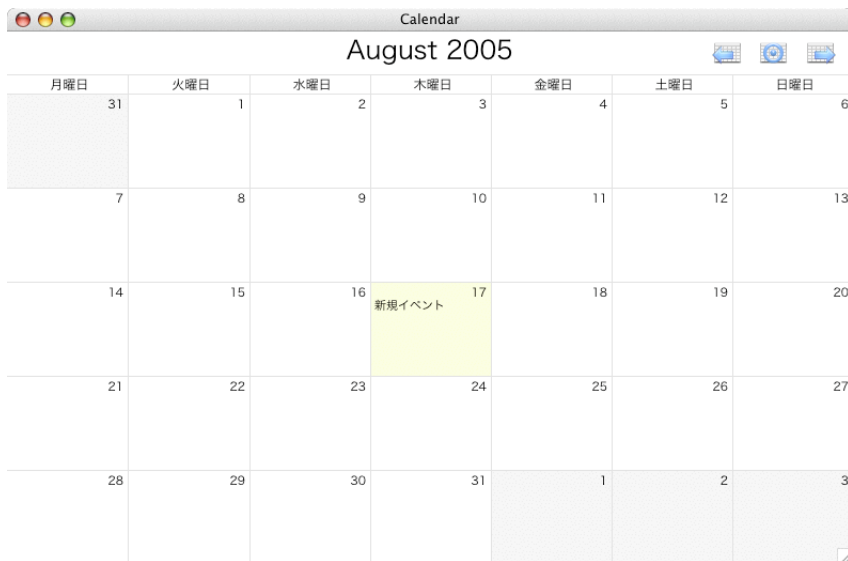 Calendar
August 2005
月曜日 火曜日 水曜日 木曜日 金曜日 土曜日 日曜日
31 1 2 3 4 5 6
7 8 9 10 11 12 13
14 15 16 17 18 19 20
新規イベント
21 22 23 24 25 26 27
28 29 30 31 1 2 3